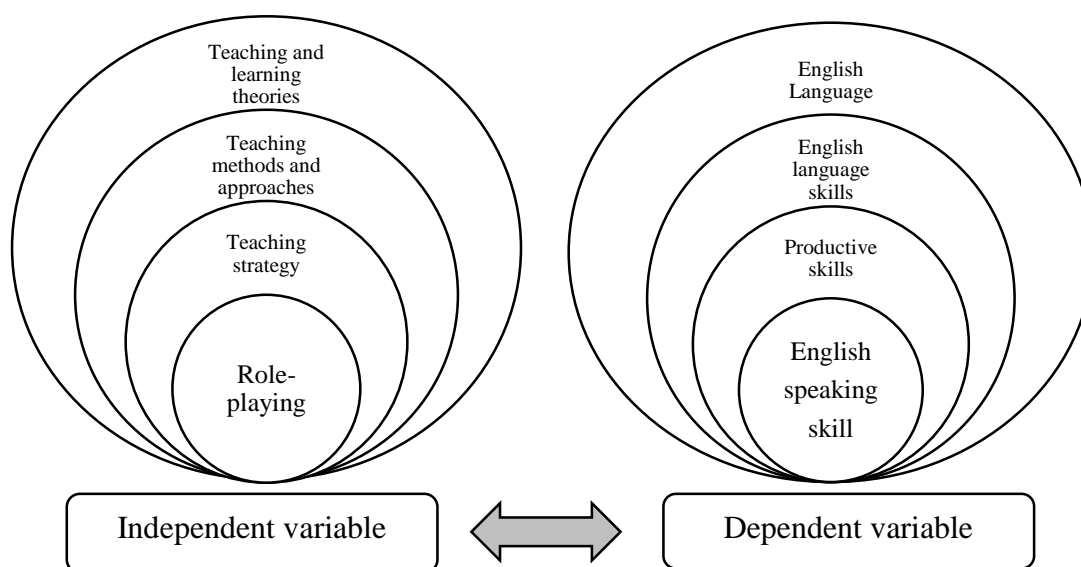 Teaching and
learning
theories
Teaching
methods and
approaches
Teaching
strategy
Role-
playing
Independent variable
English
Language
English
language
skills
Productive
skills
English
speaking
skill
Dependent variable